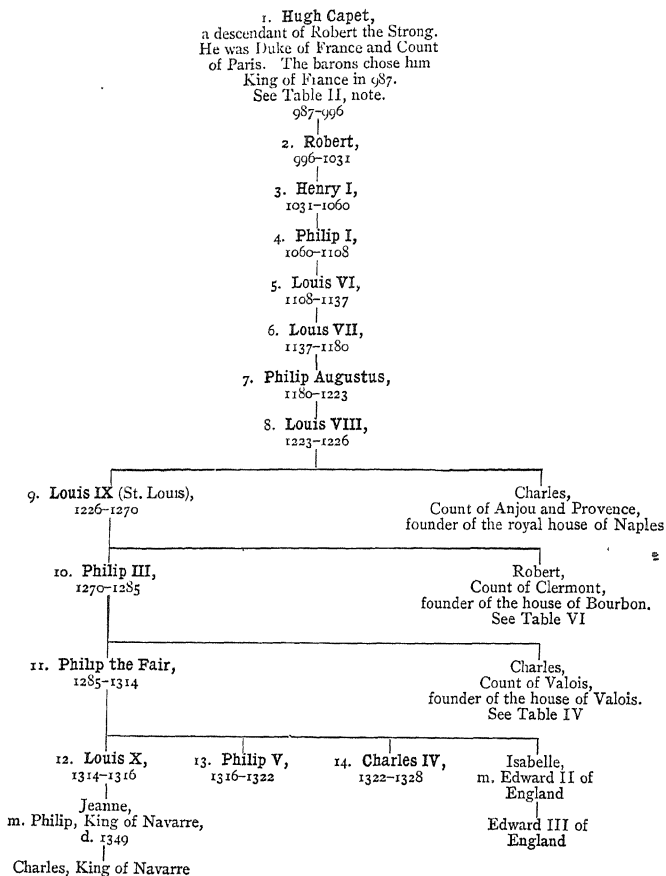 1. Hugh Capet,
a descendant of Robert the Strong.
He was Duke of France and Count
of Paris. The barons chose him
King of France in 987.
See Table II, note.
987–996
2. Robert,
996–1031
3. Henry I,
1031–1060
4. Philip I,
1060–1108
5. Louis VI,
1108–1137
6. Louis VII,
1137–1180
7. Philip Augustus,
1180–1223
8. Louis VIII,
1223–1226
9. Louis IX (St. Louis),
1226–1270
Charles,
Count of Anjou and Provence,
founder of the royal house of Naples
10. Philip III,
1270–1285
Robert,
Count of Clermont,
founder of the house of Bourbon.
See Table VI
11. Philip the Fair,
1285–1314
Charles,
Count of Valois,
founder of the house of Valois.
See Table IV
12. Louis X,
1314–1316
13. Philip V,
1316–1322
14. Charles IV,
1322–1328
Isabelle,
m. Edward II of
England
Jeanne,
m. Philip, King of Navarre,
d. 1349
Edward III of
England
Charles, King of Navarre